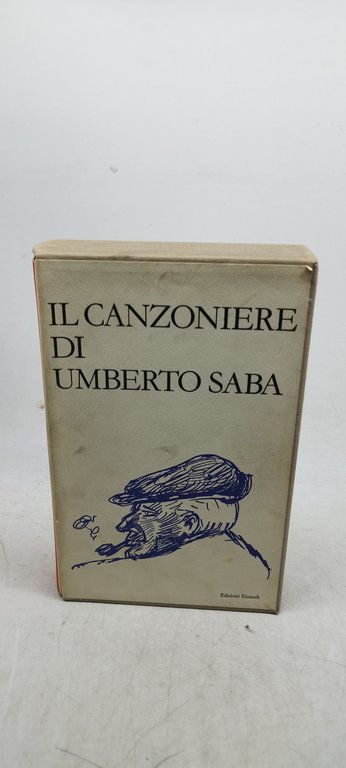 IL CANZONIERE
DI
UMBERTO SABA
Edizioni Einaudi